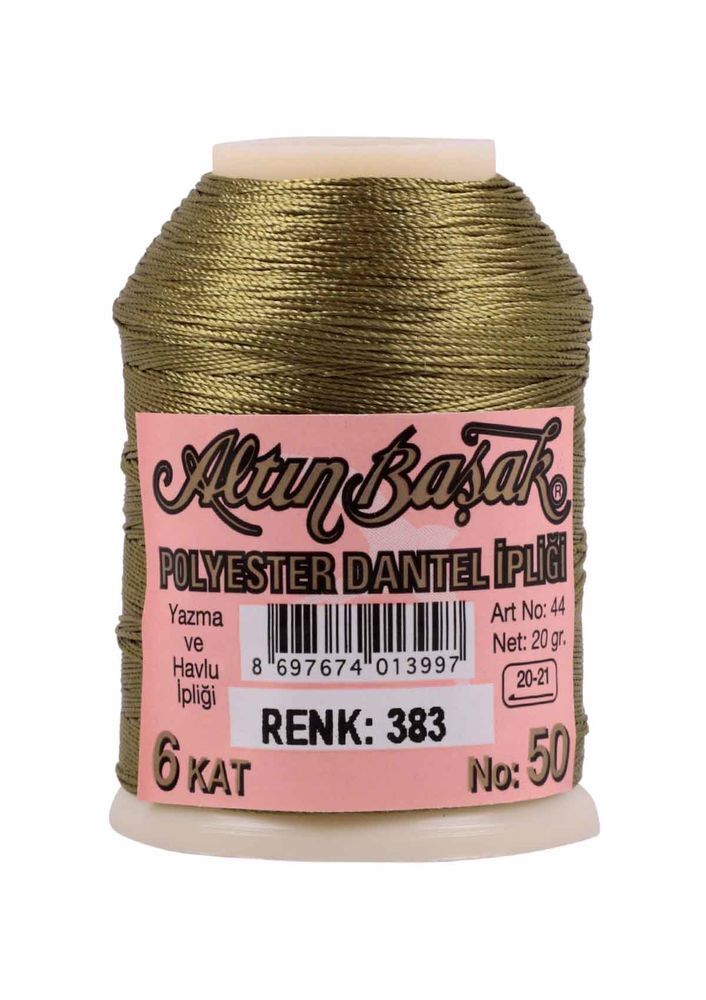 Altın Başak ®
POLYESTER DANTEL İPLİĞİ
Yazma
ve
Havlu
İpliği
8 697674 013997
Art No: 44
Net: 20 gr.
20-21
RENK: 383
6 KAT
No: 50